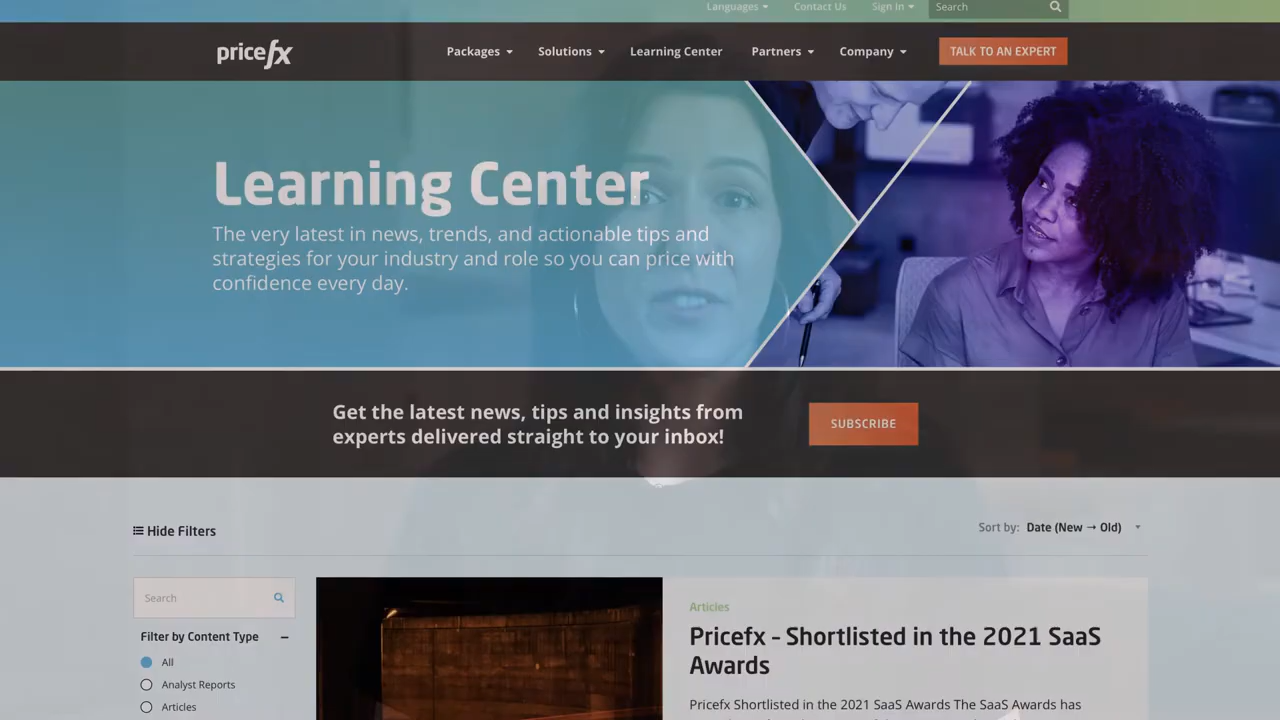 Languages
Contact Us
Sign In
Search
pricefx
Packages
Solutions
Learning Center
Partners
Company
TALK TO AN EXPERT
Learning Center
The very latest in news, trends, and actionable tips and
strategies for your industry and role so you can price with
confidence every day.
Get the latest news, tips and insights from
experts delivered straight to your inbox!
SUBSCRIBE
Hide Filters
Sort by: Date (New → Old)
Search
Filter by Content Type
All
Analyst Reports
Articles
Articles
Pricefx – Shortlisted in the 2021 SaaS
Awards
Pricefx Shortlisted in the 2021 SaaS Awards The SaaS Awards has